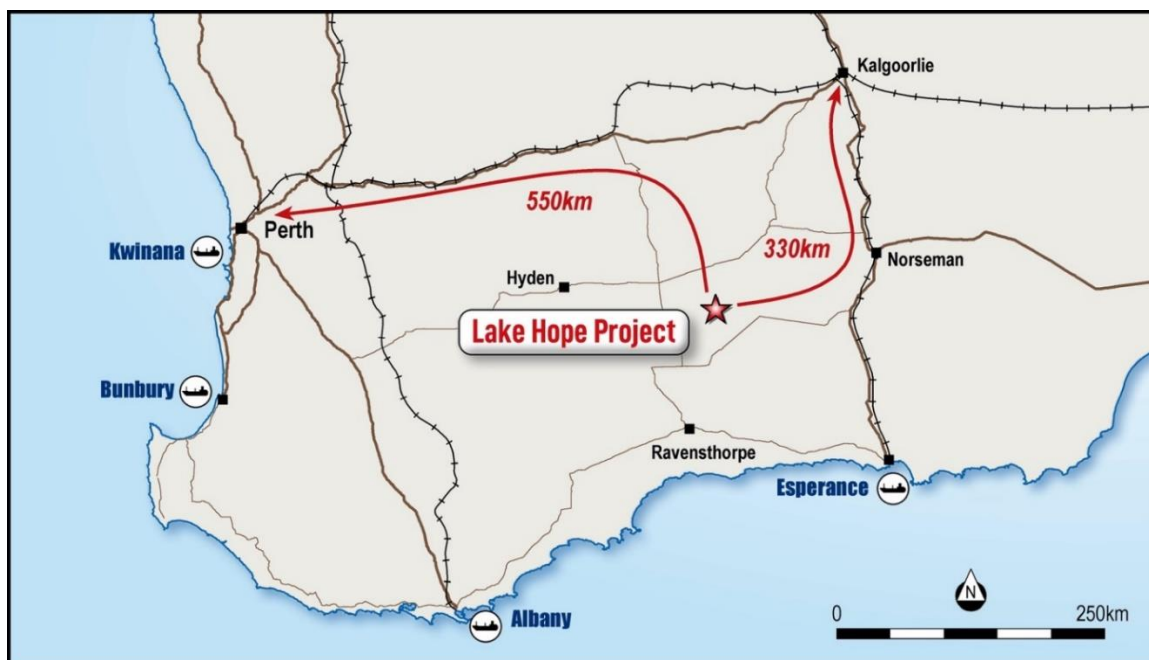 Kalgoorlie
550km
Perth
Kwinana
330km
Norseman
Hyden
Lake Hope Project
Bunbury
Ravensthorpe
Esperance
N
0
250km
Albany